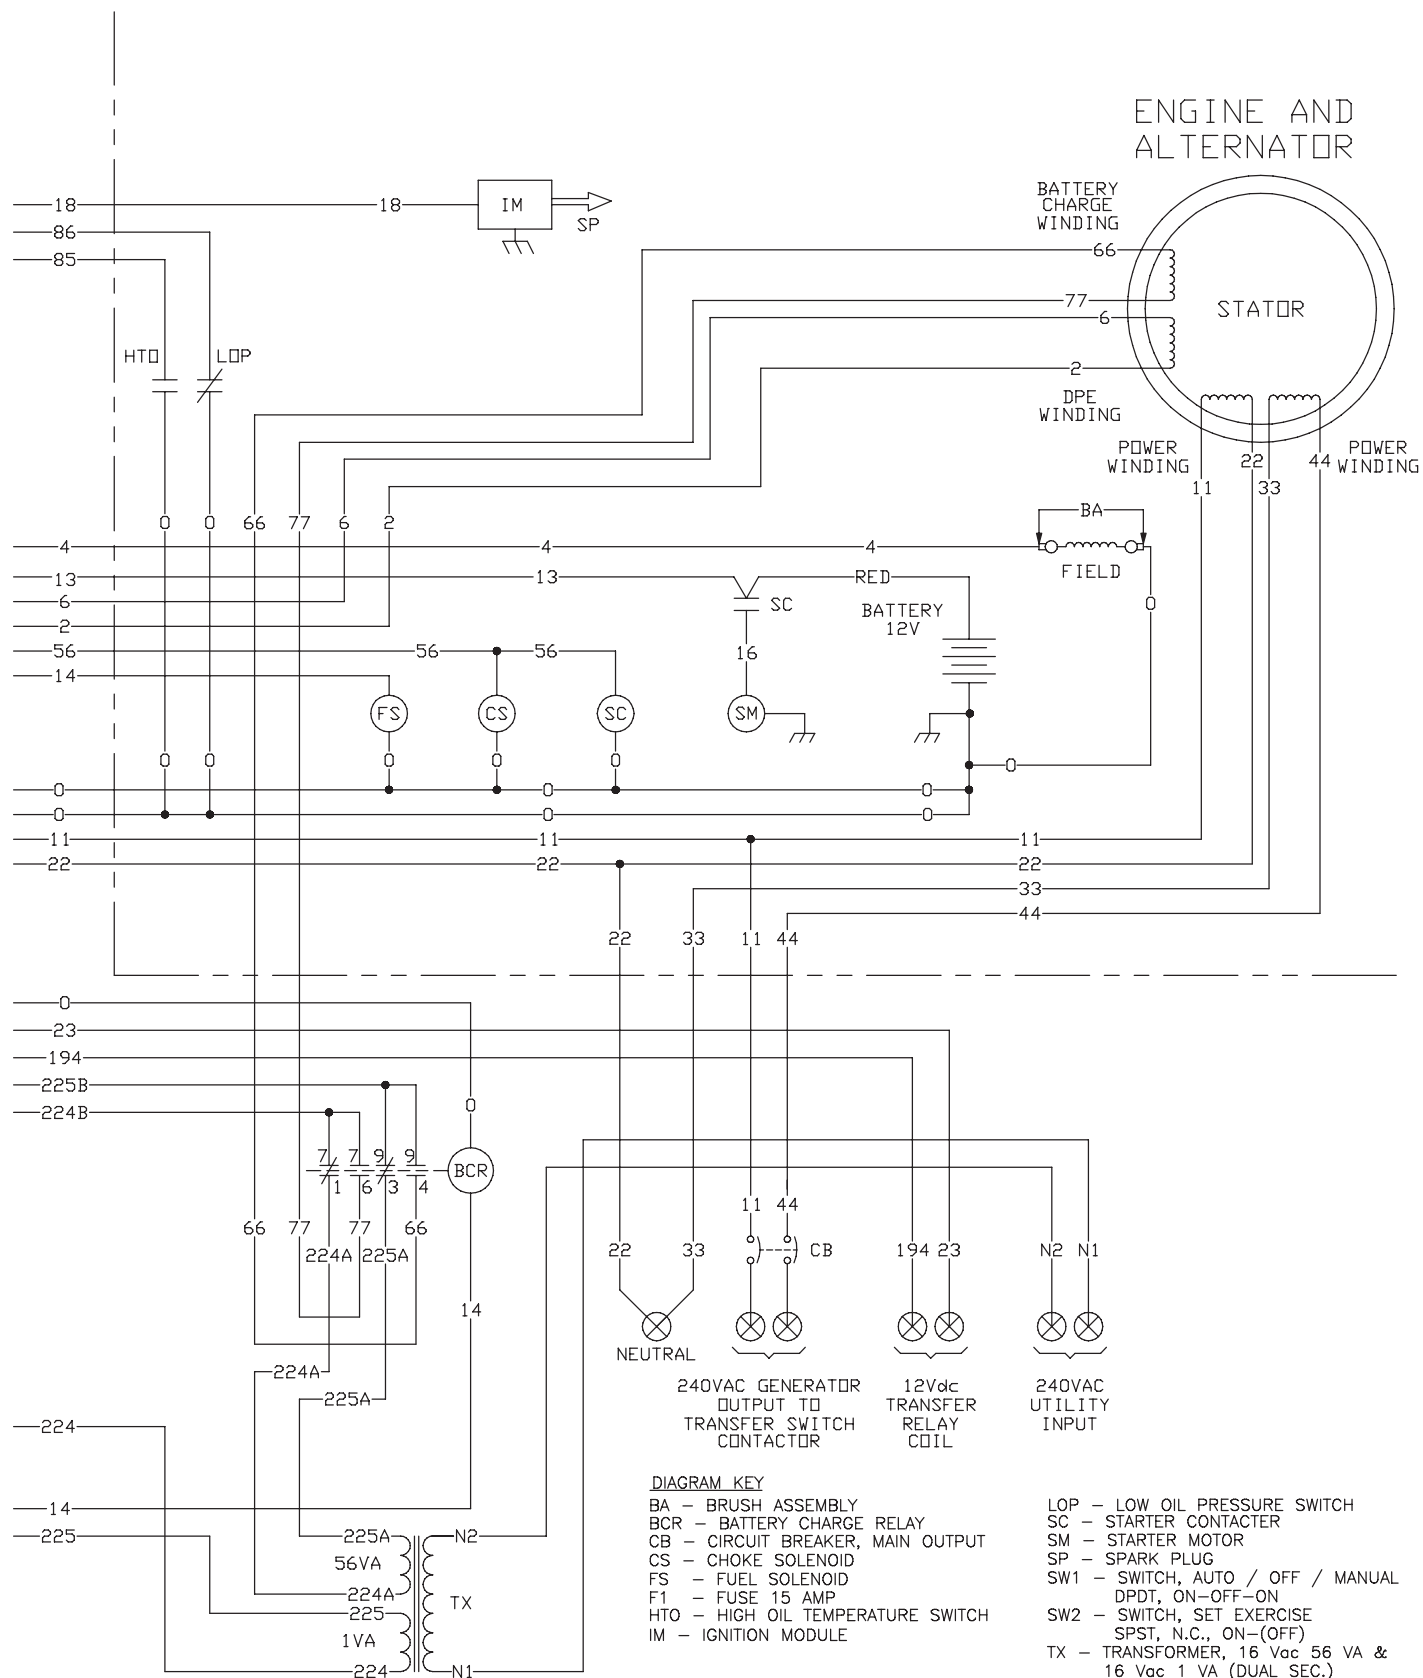 ENGINE AND
ALTERNATOR
BATTERY
CHARGE
WINDING
18
18
IM
SP
86
85
66
77
6
STATOR
HTO
LOP
2
DPE
WINDING
POWER
WINDING
22
44
POWER
WINDING
11
33
0
0
66
77
6
2
BA
4
4
4
FIELD
13
13
RED
6
SC
BATTERY
12V
0
2
56
56
56
16
14
FS
CS
SC
SM
0
0
0
0
0
0
0
0
0
0
0
0
11
11
11
22
22
22
33
44
22
33
11
44
0
23
194
225B
224B
0
7
7
9
9
BCR
1
6
3
4
11
44
66
77
77
66
224A
225A
22
33
CB
194
23
N2
N1
14
NEUTRAL
224A
225A
240VAC GENERATOR
OUTPUT TO
TRANSFER SWITCH
CONTACTOR
12Vdc
TRANSFER
RELAY
COIL
240VAC
UTILITY
INPUT
224
14
225
225A
N2
56VA
224A
225
TX
1VA
224
N1
DIAGRAM KEY
BA – BRUSH ASSEMBLY
BCR – BATTERY CHARGE RELAY
CB – CIRCUIT BREAKER, MAIN OUTPUT
CS – CHOKE SOLENOID
FS – FUEL SOLENOID
F1 – FUSE 15 AMP
HTO – HIGH OIL TEMPERATURE SWITCH
IM – IGNITION MODULE
LOP – LOW OIL PRESSURE SWITCH
SC – STARTER CONTACTER
SM – STARTER MOTOR
SP – SPARK PLUG
SW1 – SWITCH, AUTO / OFF / MANUAL
DPDT, ON–OFF–ON
SW2 – SWITCH, SET EXERCISE
SPST, N.C., ON–(OFF)
TX – TRANSFORMER, 16 Vac 56 VA &
16 Vac 1 VA (DUAL SEC.)